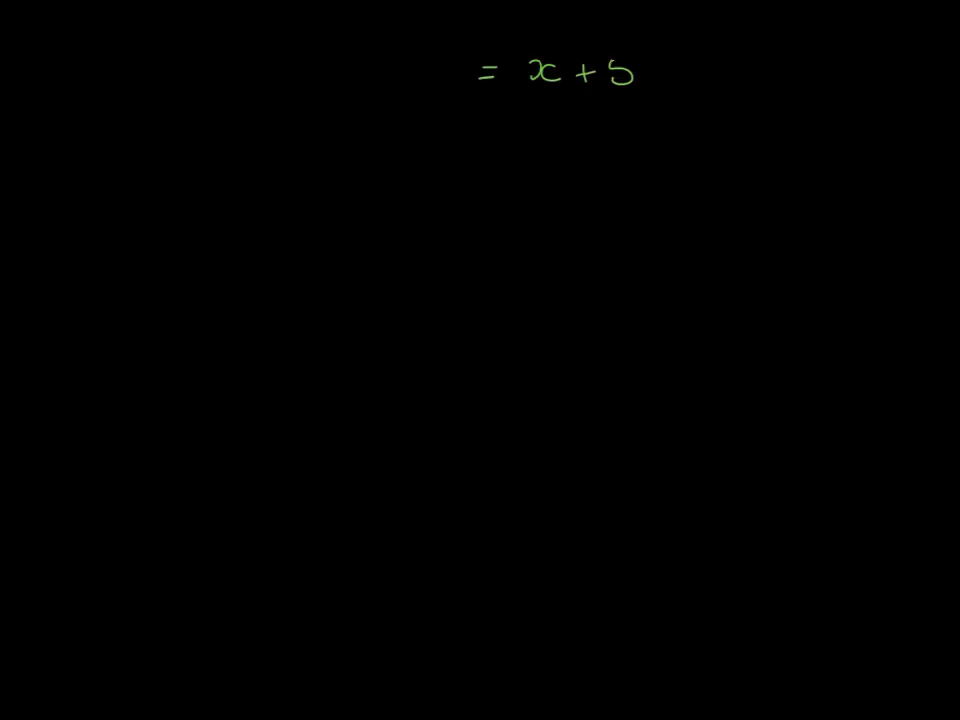 = x + 5